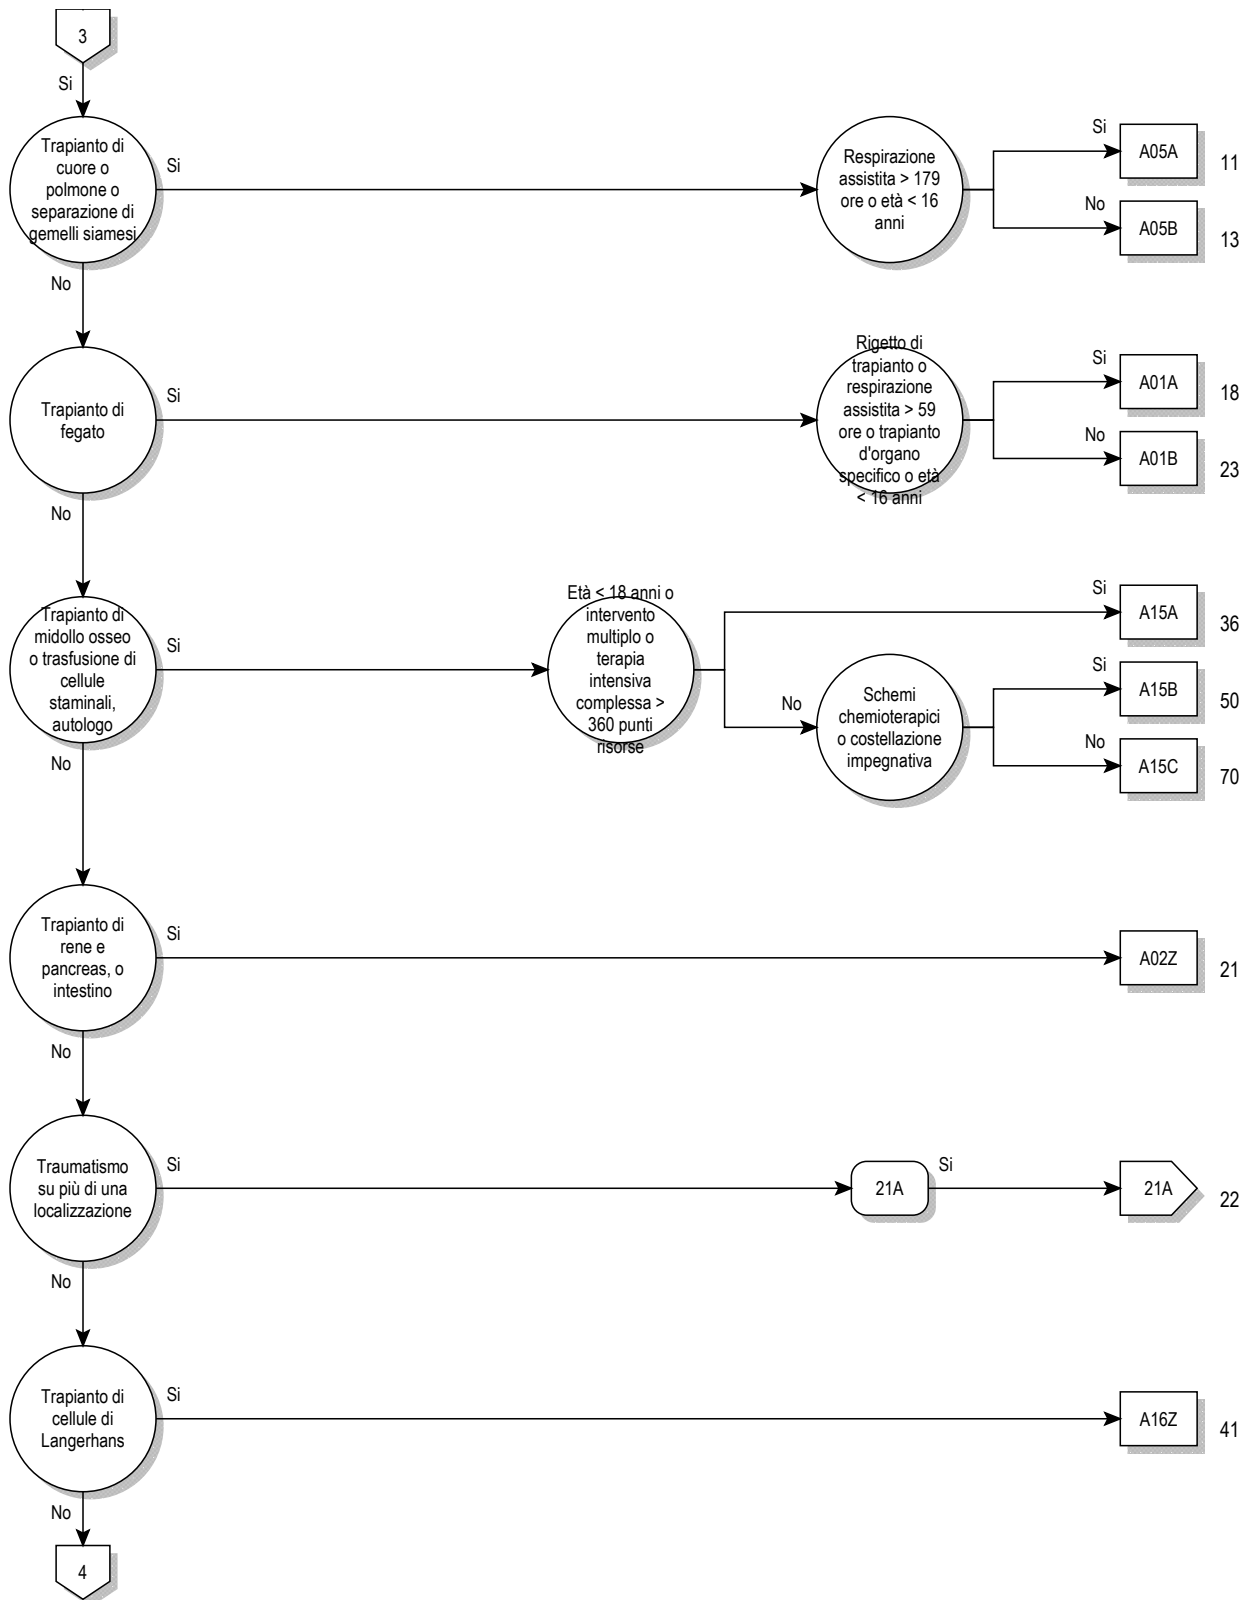 3
Si
Trapianto di
cuore o
polmone o
separazione di
gemelli siamesi
Si
Respirazione
assistita > 179
ore o età < 16
anni
Si
A05A
11
No
A05B
13
No
Trapianto di
fegato
Si
Rigetto di
trapianto o
respirazione
assistita > 59
ore o trapianto
d'organo
specifico o età
< 16 anni
Si
A01A
18
No
A01B
23
No
Trapianto di
midollo osseo
o trasfusione di
cellule
staminali,
autologo
Si
Età < 18 anni o
intervento
multiplo o
terapia
intensiva
complessa >
360 punti
risorse
Si
A15A
36
No
Schemi
chemioterapici
o costellazione
impegnativa
Si
A15B
50
No
A15C
70
No
Trapianto di
rene e
pancreas, o
intestino
Si
A02Z
21
No
Traumatismo
su più di una
localizzazione
Si
21A
Si
21A
22
No
Trapianto di
cellule di
Langerhans
Si
A16Z
41
No
4